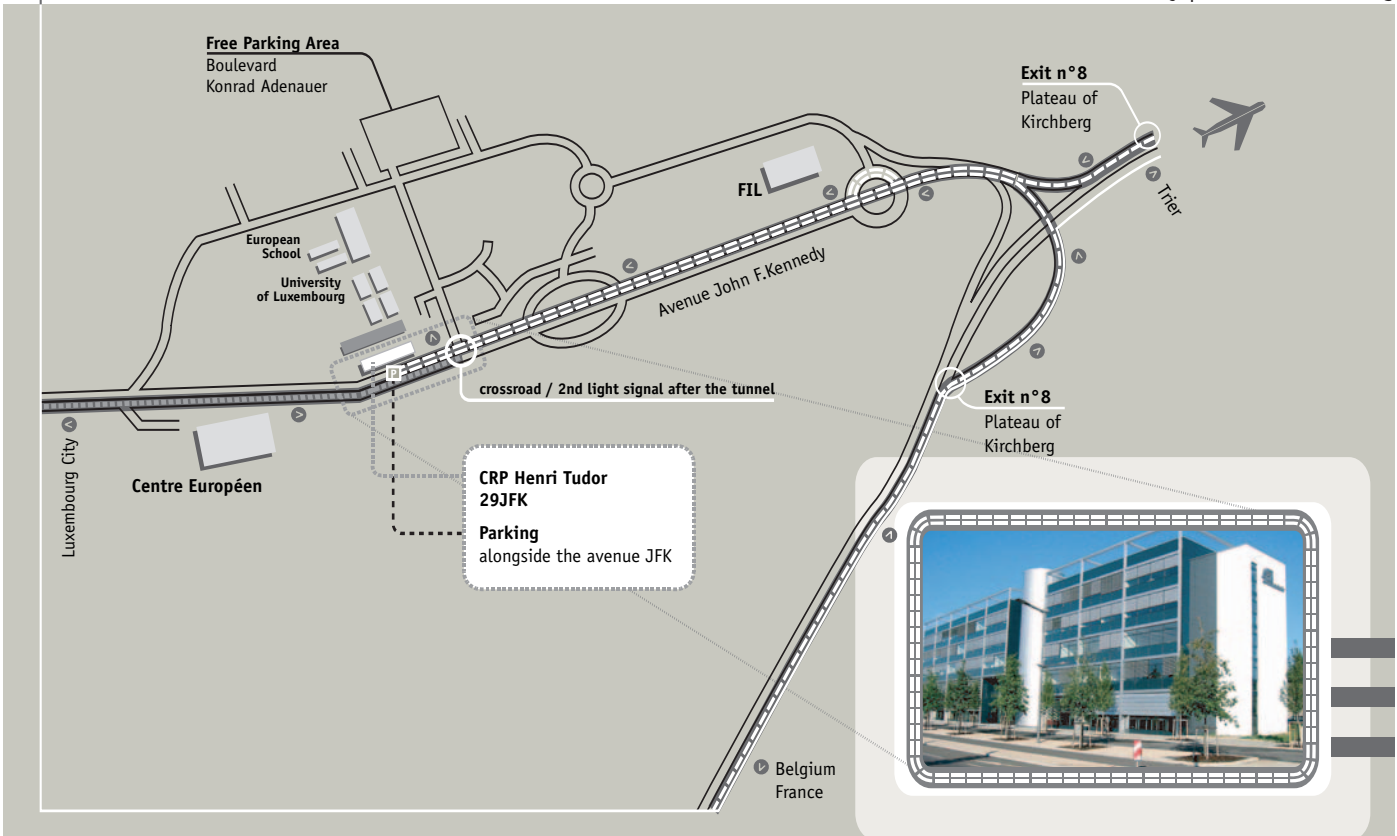 Free Parking Area
Boulevard
Konrad Adenauer
Exit n°8
Plateau of
Kirchberg
Trier
FIL
European
School
University
of Luxembourg
Avenue John F.Kennedy
P
crossroad / 2nd light signal after the tunnel
Exit n°8
Plateau of
Kirchberg
Luxembourg City
Centre Européen
CRP Henri Tudor
29JFK
Parking
alongside the avenue JFK
Belgium
France